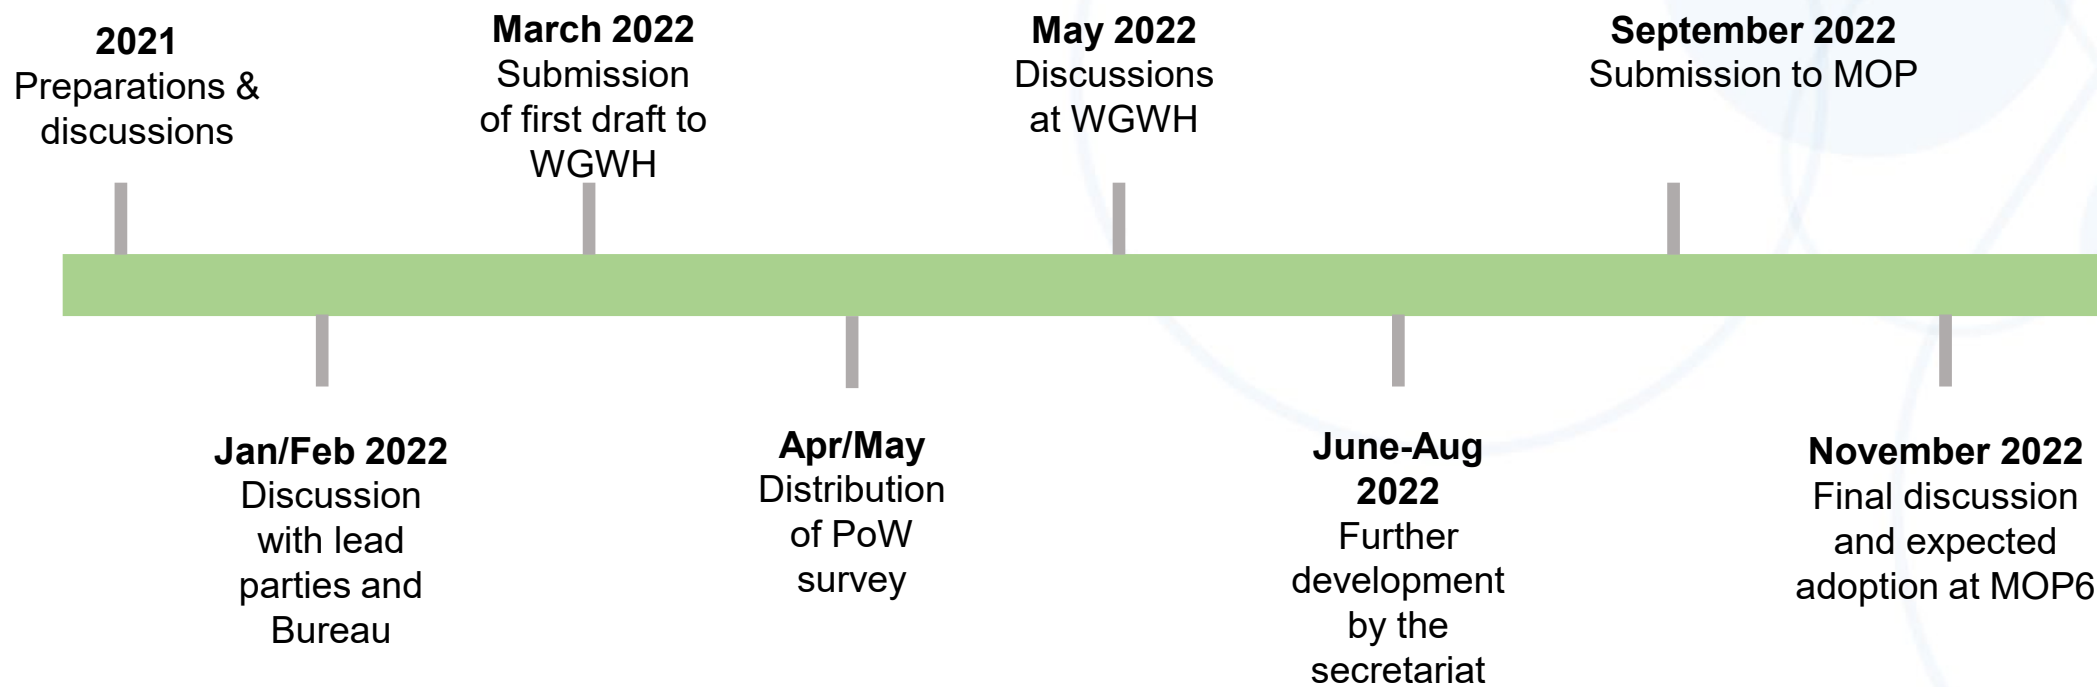 2021
Preparations &
discussions
March 2022
Submission
of first draft to
WGWH
May 2022
Discussions
at WGWH
September 2022
Submission to MOP
Jan/Feb 2022
Discussion
with lead
parties and
Bureau
Apr/May
Distribution
of PoW
survey
June-Aug
2022
Further
development
by the
secretariat
November 2022
Final discussion
and expected
adoption at MOP6